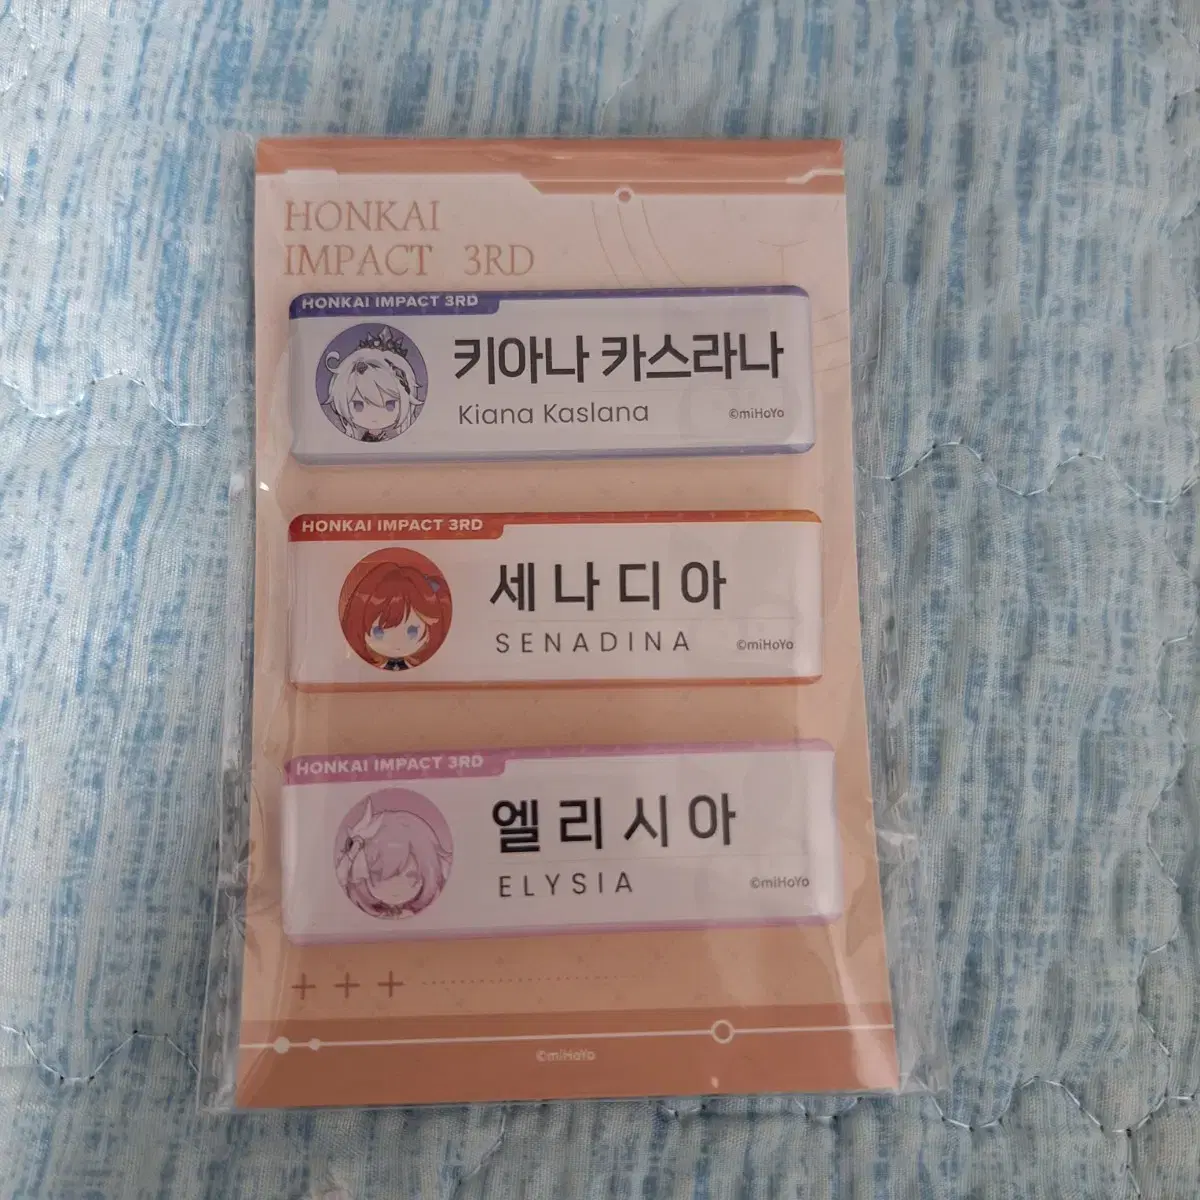 HONKAI
IMPACT 3RD
HONKAI IMPACT 3RD
키아나 카스라나
Kiana Kaslana
©miHoYo
HONKAI IMPACT 3RD
세나디아
SENADINA
©miHoYo
HONKAI IMPACT 3RD
엘리시아
ELYSIA
©miHoYo
©miHoYo